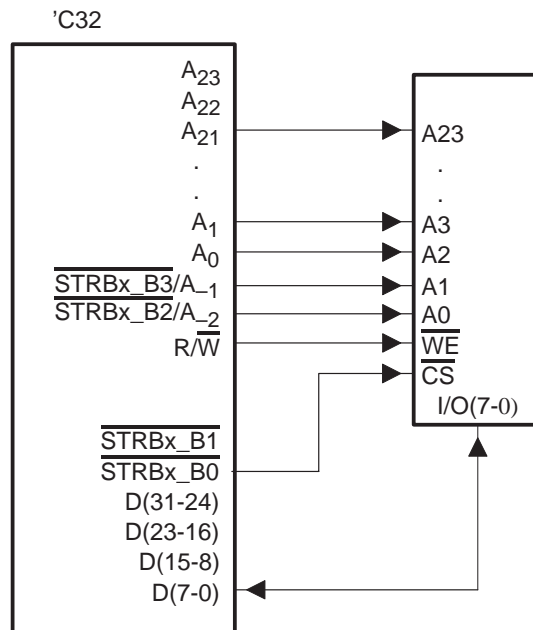 'C32
A23
A22
A21
.
.
A1
A0
STRBx_B3/A–1
STRBx_B2/A–2
R/W
STRBx_B1
STRBx_B0
D(31-24)
D(23-16)
D(15-8)
D(7-0)
A23
.
.
A3
A2
A1
A0
WE
CS
I/O(7-0)